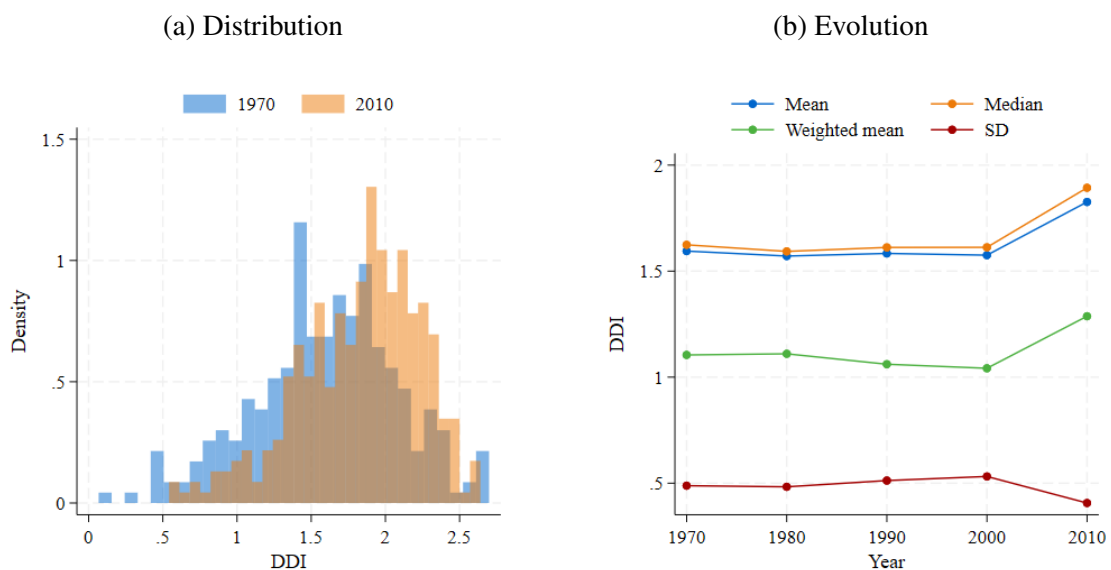 (a) Distribution
1970 2010
1.5
1
.5
0
Density
0 .5 1 1.5 2 2.5
DDI
(b) Evolution
Mean Median
Weighted mean SD
2
1.5
1
.5
DDI
1970 1980 1990 2000 2010
Year